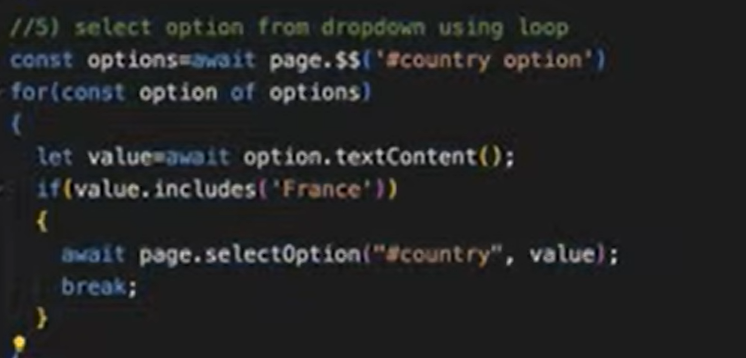 //5) select option from dropdown using loop
const options=await page.$$('#country option')
for(const option of options)
{
let value=await option.textContent();
if(value.includes('France'))
{
await page.selectOption("#country", value);
break;
}